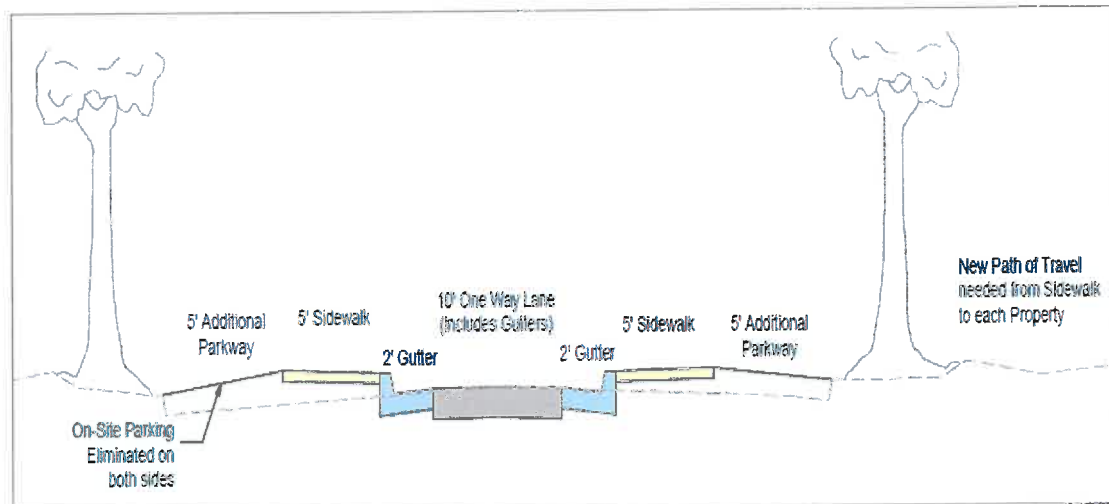 5' Additional
Parkway
5' Sidewalk
2' Gutter
10' One Way Lane
(Includes Gutters)
2' Gutter
5' Sidewalk
5' Additional
Parkway
New Path of Travel
needed from Sidewalk
to each Property
On-Site Parking
Eliminated on
both sides